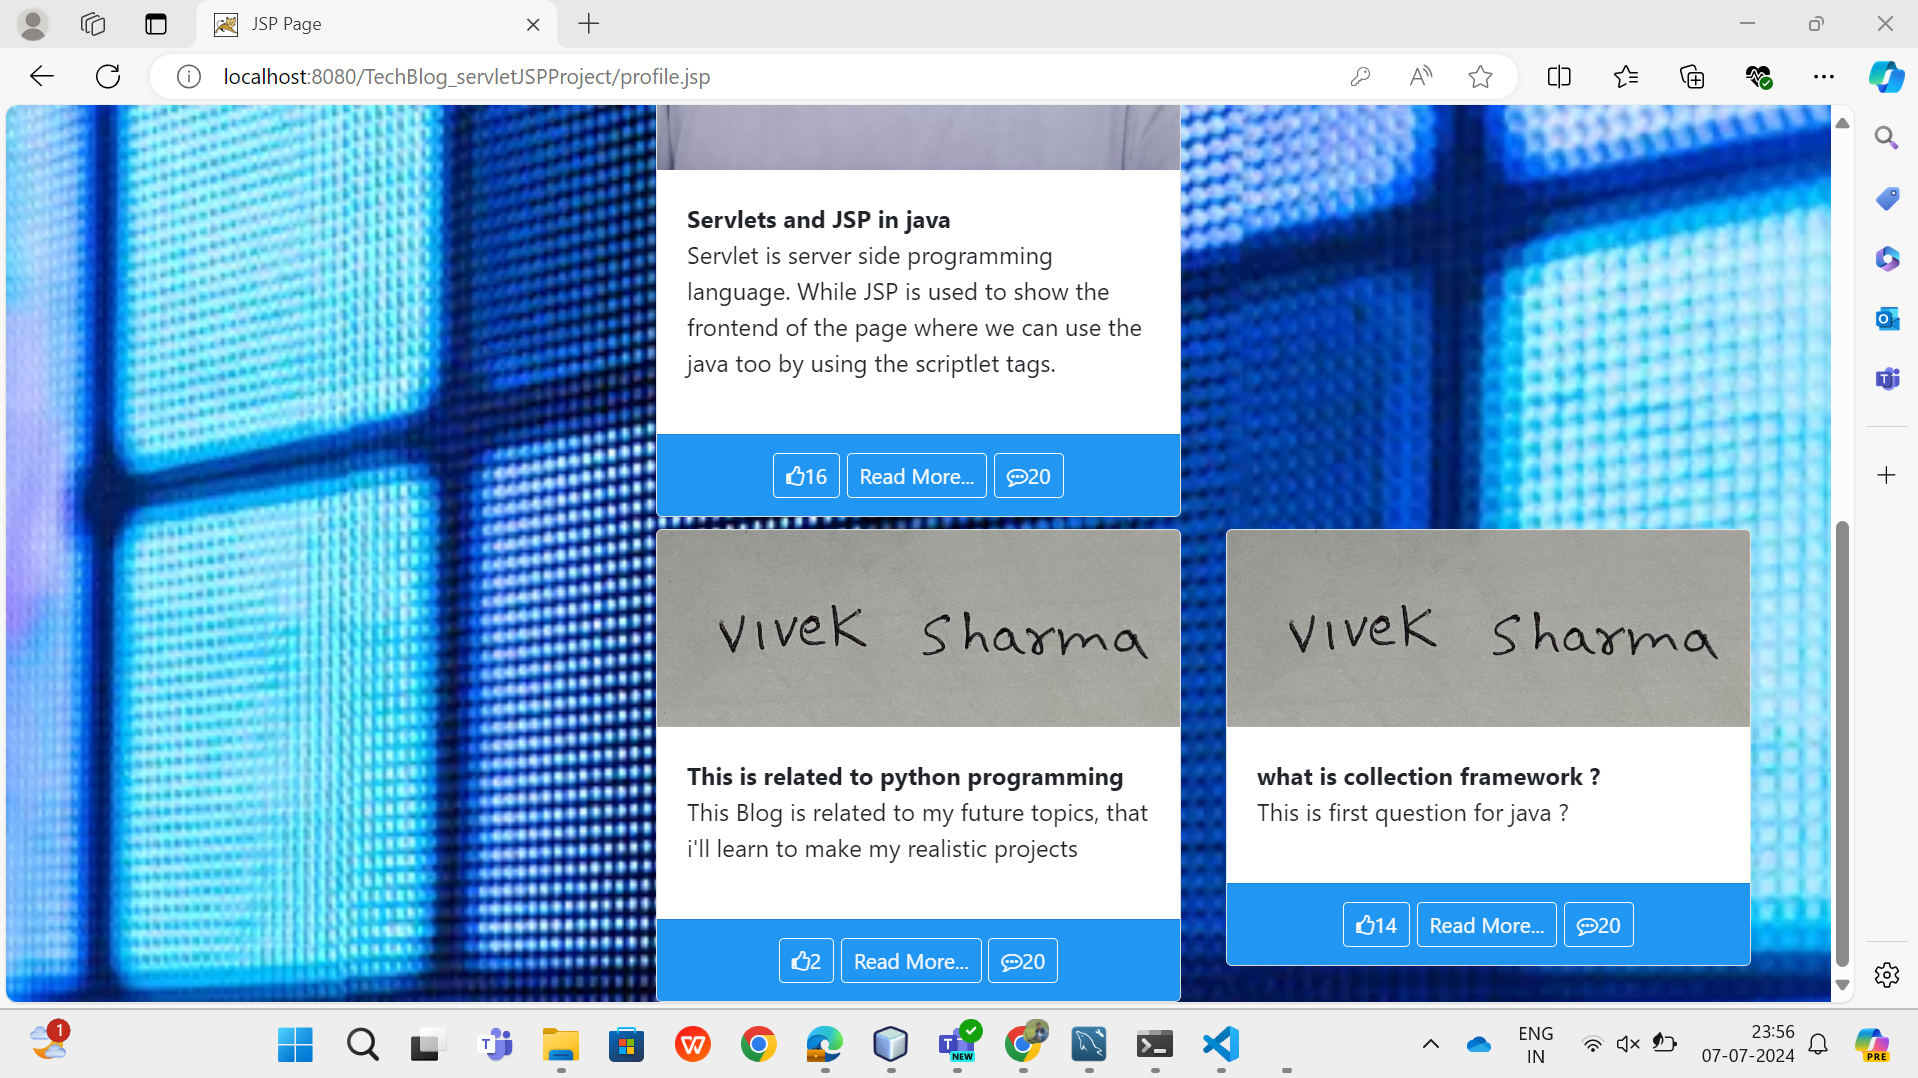 JSP Page
localhost:8080/TechBlog_servletJSPProject/profile.jsp
Servlets and JSP in java
Servlet is server side programming
language. While JSP is used to show the
frontend of the page where we can use the
java too by using the scriptlet tags.
16 Read More... 20
vivek sharma
This is related to python programming
This Blog is related to my future topics, that
i'll learn to make my realistic projects
2 Read More... 20
vivek sharma
what is collection framework ?
This is first question for java ?
14 Read More... 20
1
NEW
ENG
IN
23:56
07-07-2024
PRE